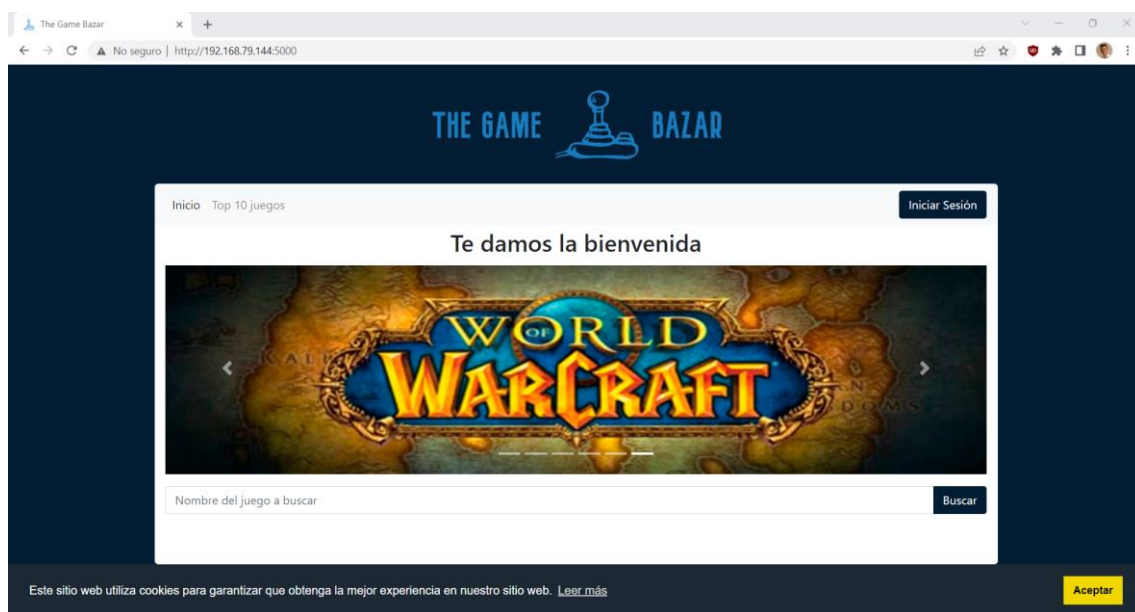 The Game Bazar
No seguro | http://192.168.79.144:5000
THE GAME BAZAR
Inicio Top 10 juegos Iniciar Sesión
Te damos la bienvenida
WORLD OF
WARCRAFT
Nombre del juego a buscar Buscar
Este sitio web utiliza cookies para garantizar que obtenga la mejor experiencia en nuestro sitio web. Leer más Aceptar